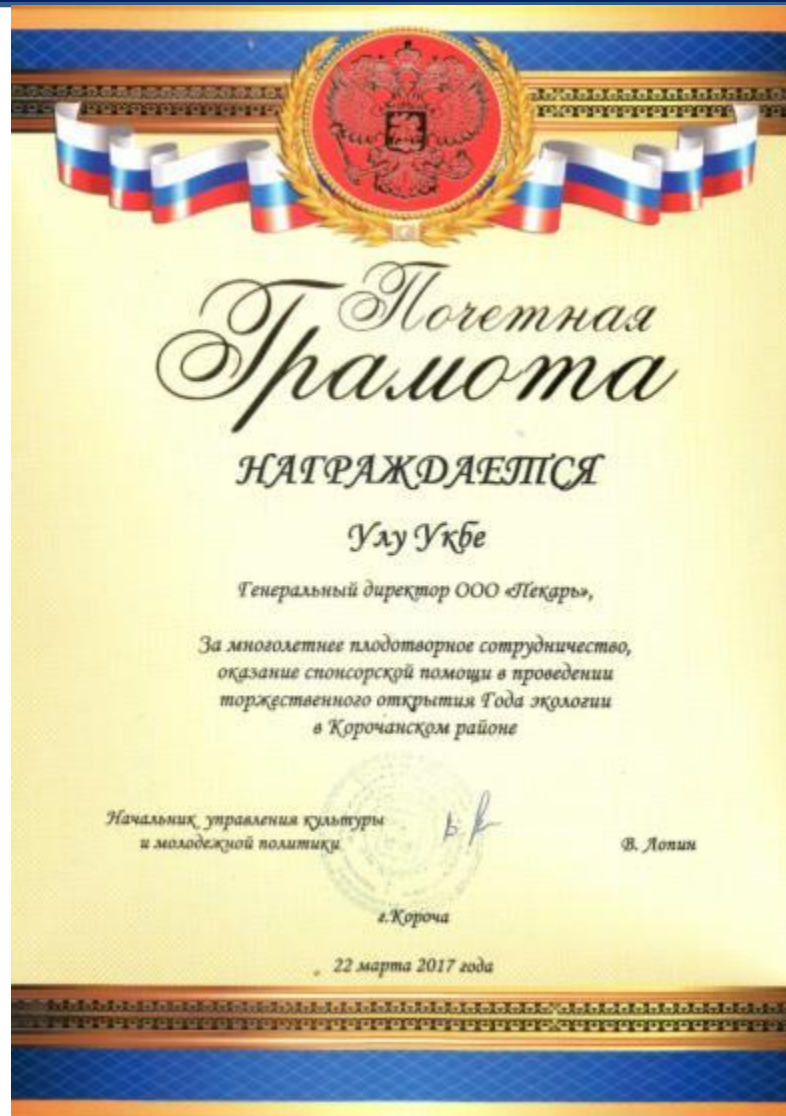 Почетная
Грамота
НАГРАЖДАЕТСЯ
Улу Укбе
Генеральный директор ООО «Пекарь»,
За многолетнее плодотворное сотрудничество,
оказание спонсорской помощи в проведении
торжественного открытия Года экологии
в Корочанском районе
Начальник управления культуры
и молодежной политики
В. Лопин
г.Короча
22 марта 2017 года